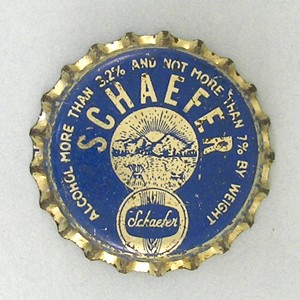 ALCOHOL MORE THAN 3.2% AND NOT MORE THAN 7% BY WEIGHT
SCHAEFER
Schaefer